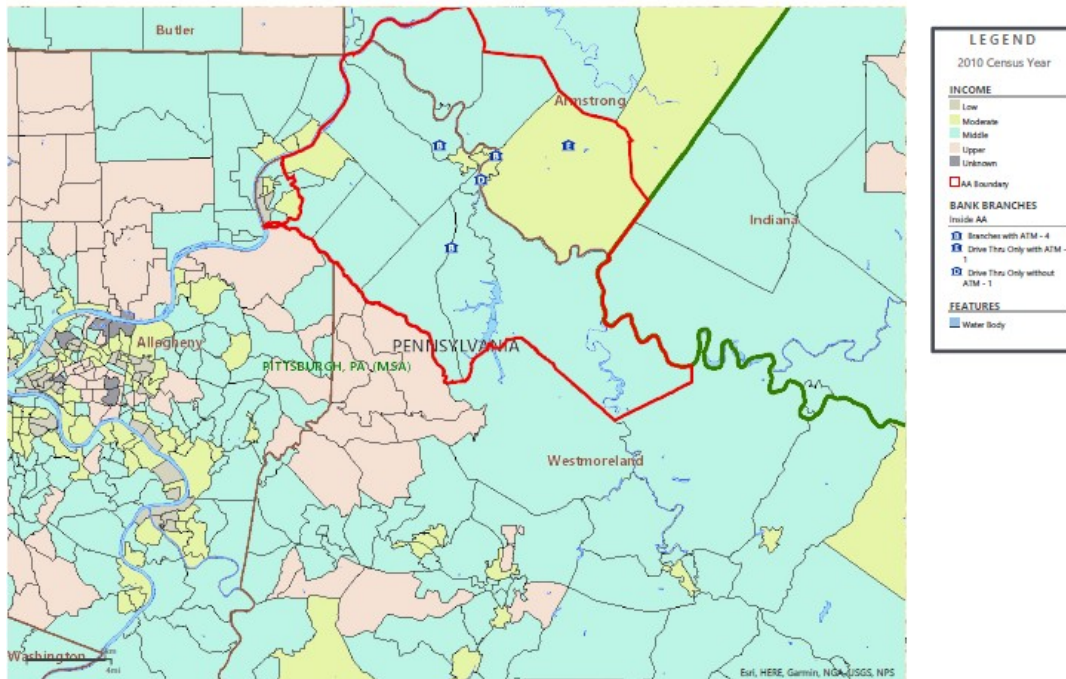 Butler
Armstrong
Indiana
Allegheny
PENNSYLVANIA
PITTSBURGH, PA (MSA)
Westmoreland
Washington
4mi
Esri, HERE, Garmin, NGA, USGS, NPS
LEGEND
2010 Census Year
INCOME
Low
Moderate
Middle
Upper
Unknown
AA Boundary
BANK BRANCHES
Inside AA
Branches with ATM - 4
Drive Thru Only with ATM -
1
Drive Thru Only without
ATM - 1
FEATURES
Water Body